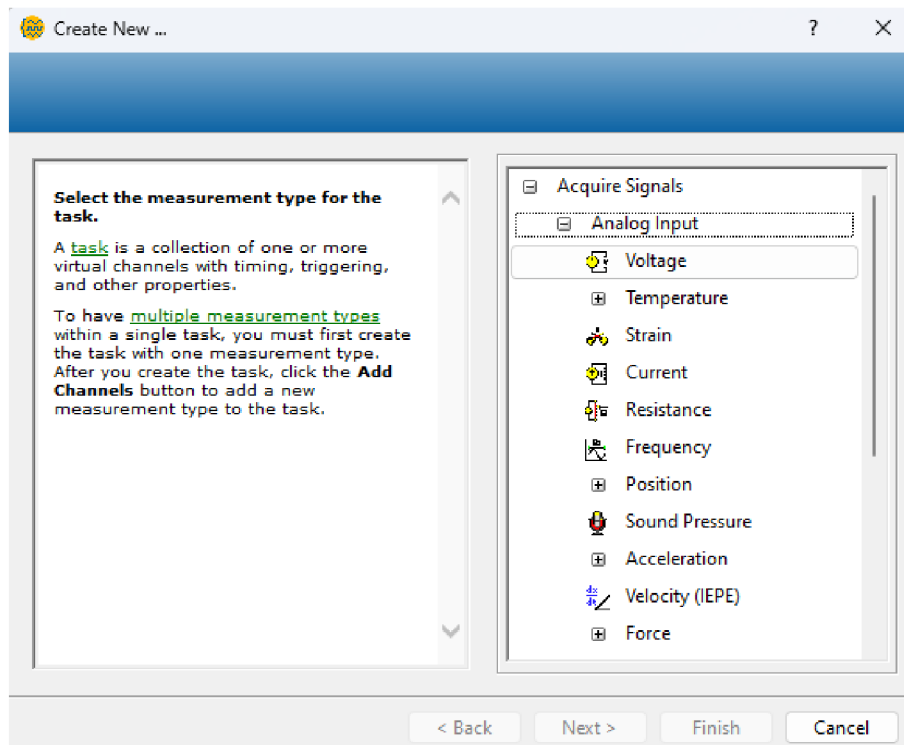 Create New ...
?
Select the measurement type for the
task.
A task is a collection of one or more
virtual channels with timing, triggering,
and other properties.
To have multiple measurement types
within a single task, you must first create
the task with one measurement type.
After you create the task, click the Add
Channels button to add a new
measurement type to the task.
Acquire Signals
Analog Input
Voltage
Temperature
Strain
Current
Resistance
Frequency
Position
Sound Pressure
Acceleration
Velocity (IEPE)
Force
< Back
Next >
Finish
Cancel